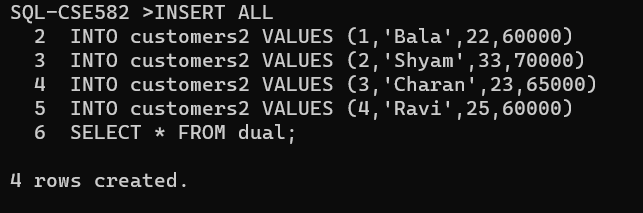 SQL-CSE582 >INSERT ALL
  2  INTO customers2 VALUES (1,'Bala',22,60000)
  3  INTO customers2 VALUES (2,'Shyam',33,70000)
  4  INTO customers2 VALUES (3,'Charan',23,65000)
  5  INTO customers2 VALUES (4,'Ravi',25,60000)
  6  SELECT * FROM dual;

4 rows created.